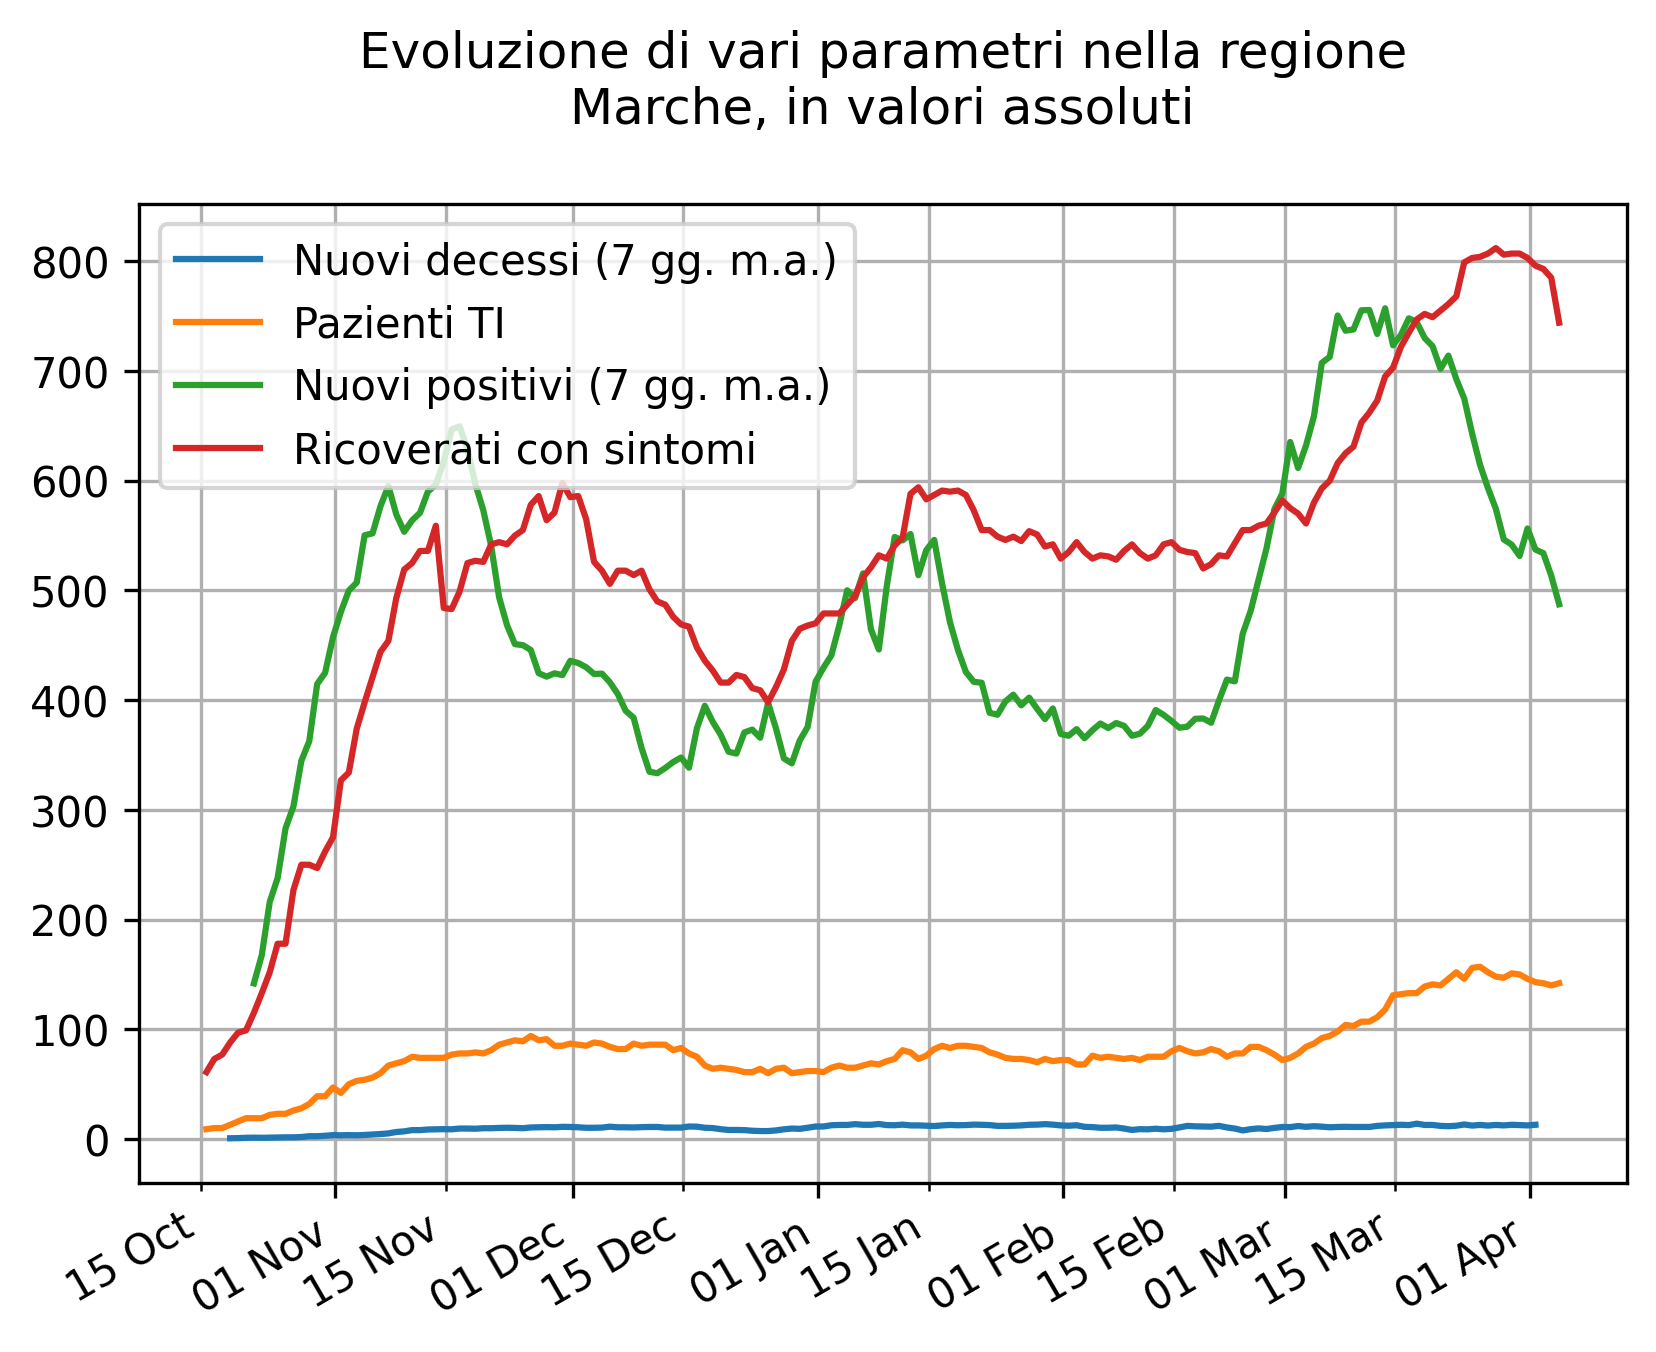 Evoluzione di vari parametri nella regione
Marche, in valori assoluti
Nuovi decessi (7 gg. m.a.)
Pazienti TI
Nuovi positivi (7 gg. m.a.)
Ricoverati con sintomi
800
700
600
500
400
300
200
100
0
15 Oct
01 Nov
15 Nov
01 Dec
15 Dec
01 Jan
15 Jan
01 Feb
15 Feb
01 Mar
15 Mar
01 Apr